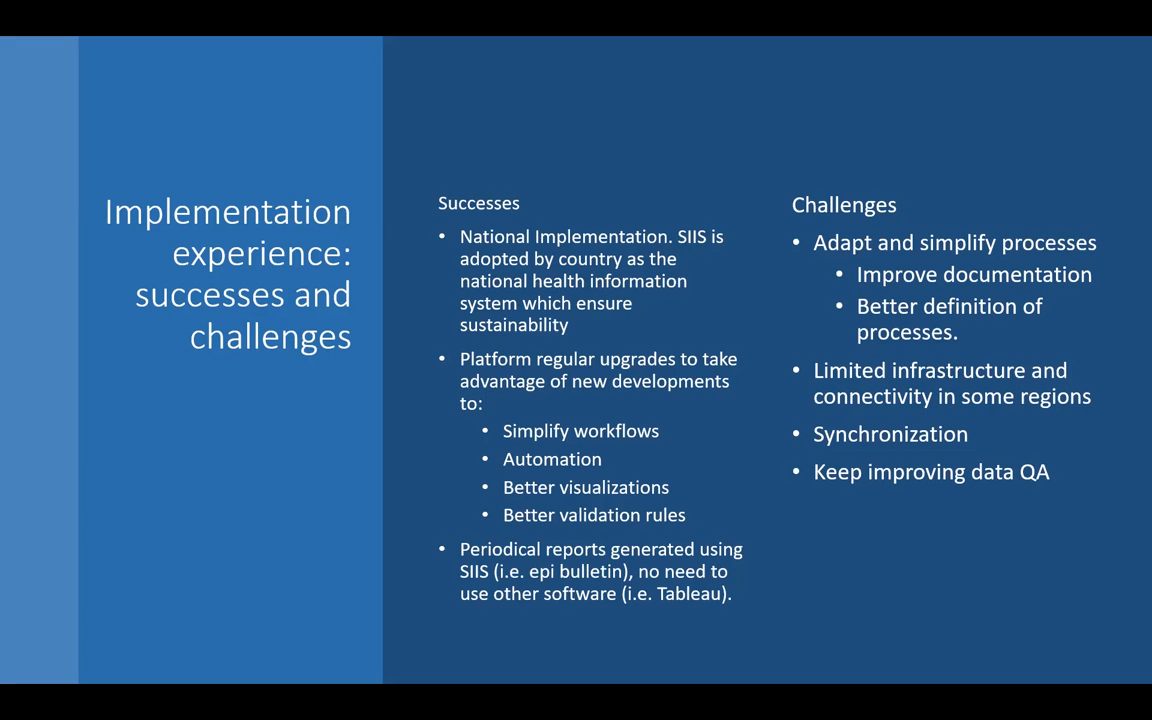 Implementation
experience:
successes and
challenges
Successes
• National Implementation. SIIS is
adopted by country as the
national health information
system which ensure
sustainability
• Platform regular upgrades to take
advantage of new developments
to:
• Simplify workflows
• Automation
• Better visualizations
• Better validation rules
• Periodical reports generated using
SIIS (i.e. epi bulletin), no need to
use other software (i.e. Tableau).
Challenges
• Adapt and simplify processes
• Improve documentation
• Better definition of
processes.
• Limited infrastructure and
connectivity in some regions
• Synchronization
• Keep improving data QA